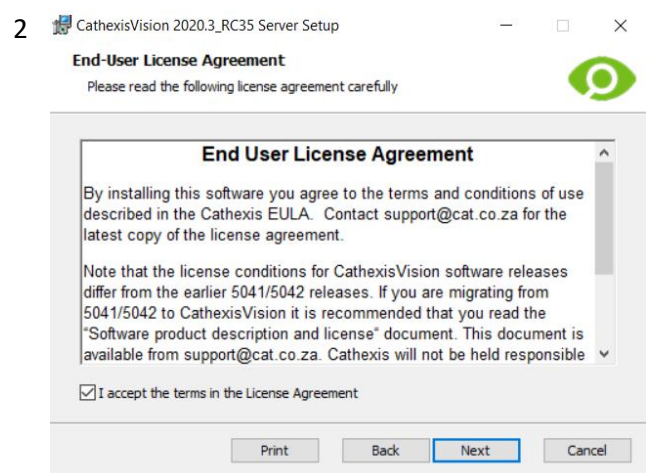 2
CathexisVision 2020.3_RC35 Server Setup
End-User License Agreement
Please read the following license agreement carefully
End User License Agreement
By installing this software you agree to the terms and conditions of use
described in the Cathexis EULA.  Contact support@cat.co.za for the
latest copy of the license agreement.
Note that the license conditions for CathexisVision software releases
differ from the earlier 5041/5042 releases. If you are migrating from
5041/5042 to CathexisVision it is recommended that you read the
"Software product description and license" document. This document is
available from support@cat.co.za. Cathexis will not be held responsible
I accept the terms in the License Agreement
Print Back Next Cancel